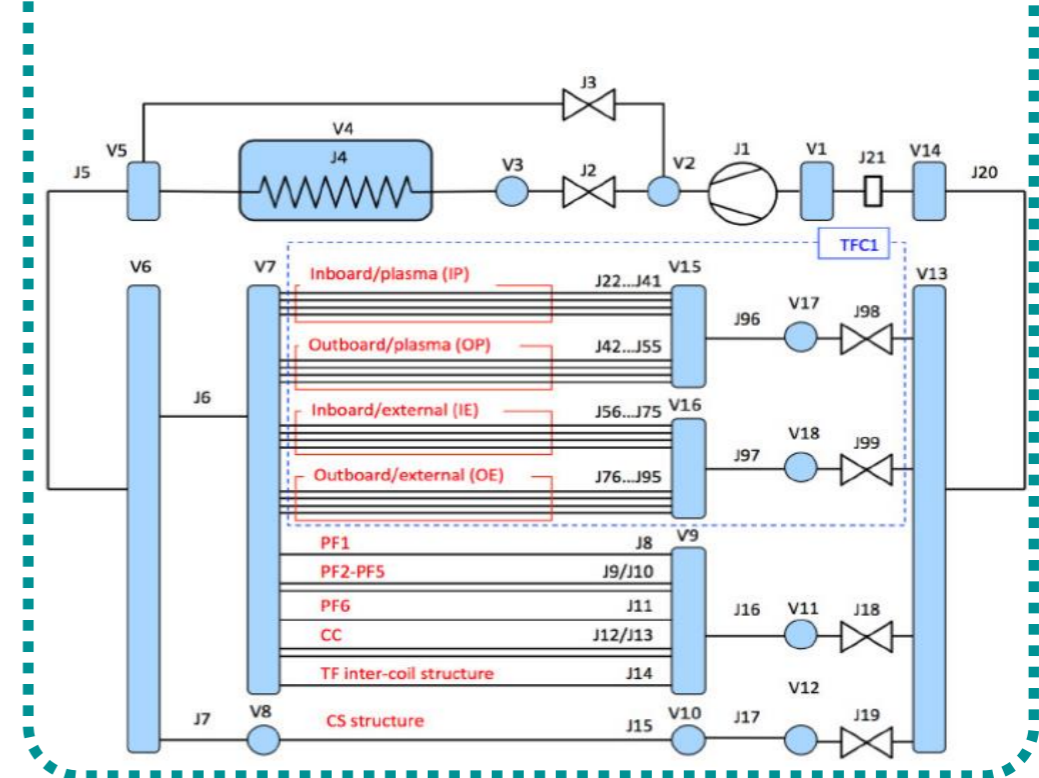 J3
V4
J4
V5
J5
V3
J2
V2
J1
V1
J21
V14
J20
TFC1
V6
V7
Inboard/plasma (IP)
J22...J41
V15
V17
J96
J98
V13
Outboard/plasma (OP)
J42...J55
J6
Inboard/external (IE)
J56...J75
V16
V18
J97
J99
Outboard/external (OE)
J76...J95
PF1
J8
V9
PF2-PF5
J9/J10
PF6
J11
J16
V11
J18
CC
J12/J13
TF inter-coil structure
J14
V12
J7
V8
CS structure
J15
V10
J17
J19